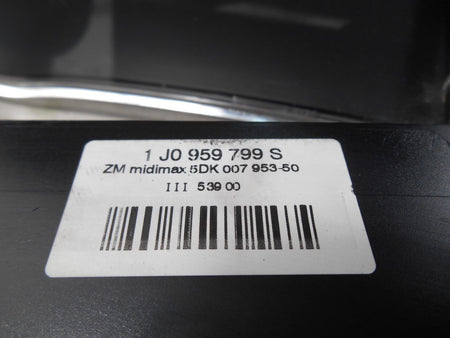 1 J0 959 799 S
ZM midimax 5DK 007 953-50
III 539 00